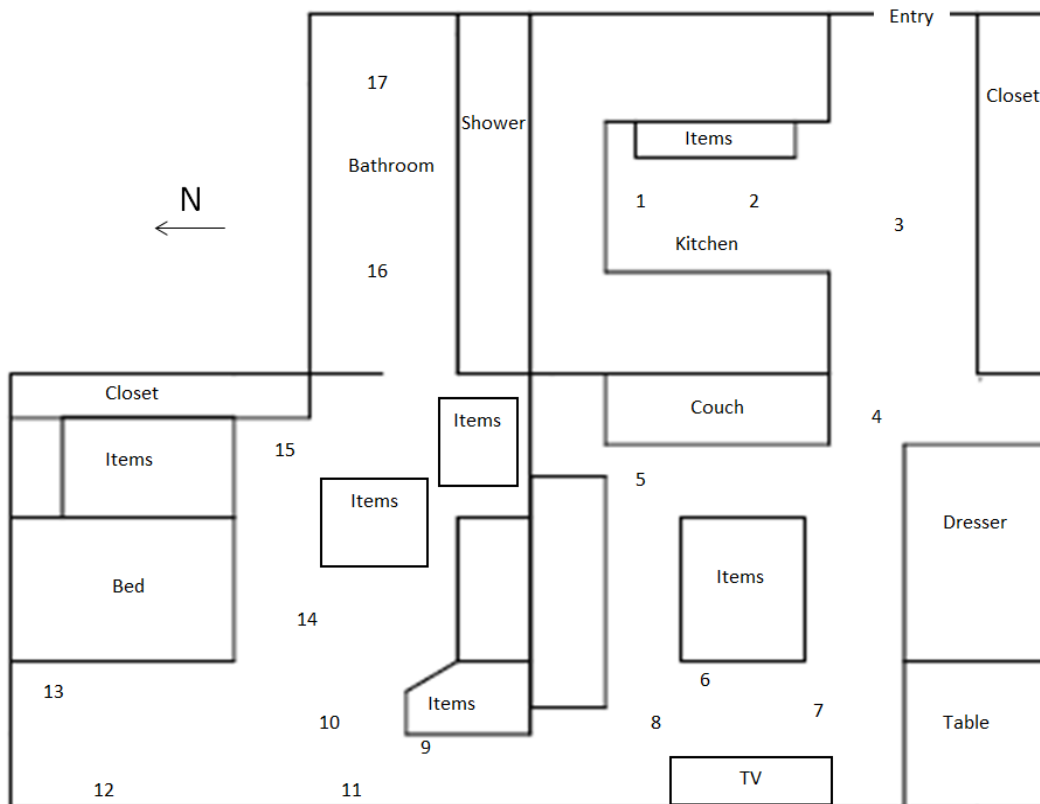 Entry
17
Closet
Shower
Items
Bathroom
N
1
2
3
Kitchen
16
Closet
Couch
4
Items
15
Items
5
Items
Dresser
Items
Bed
14
6
13
Items
7
10
8
Table
9
TV
12
11